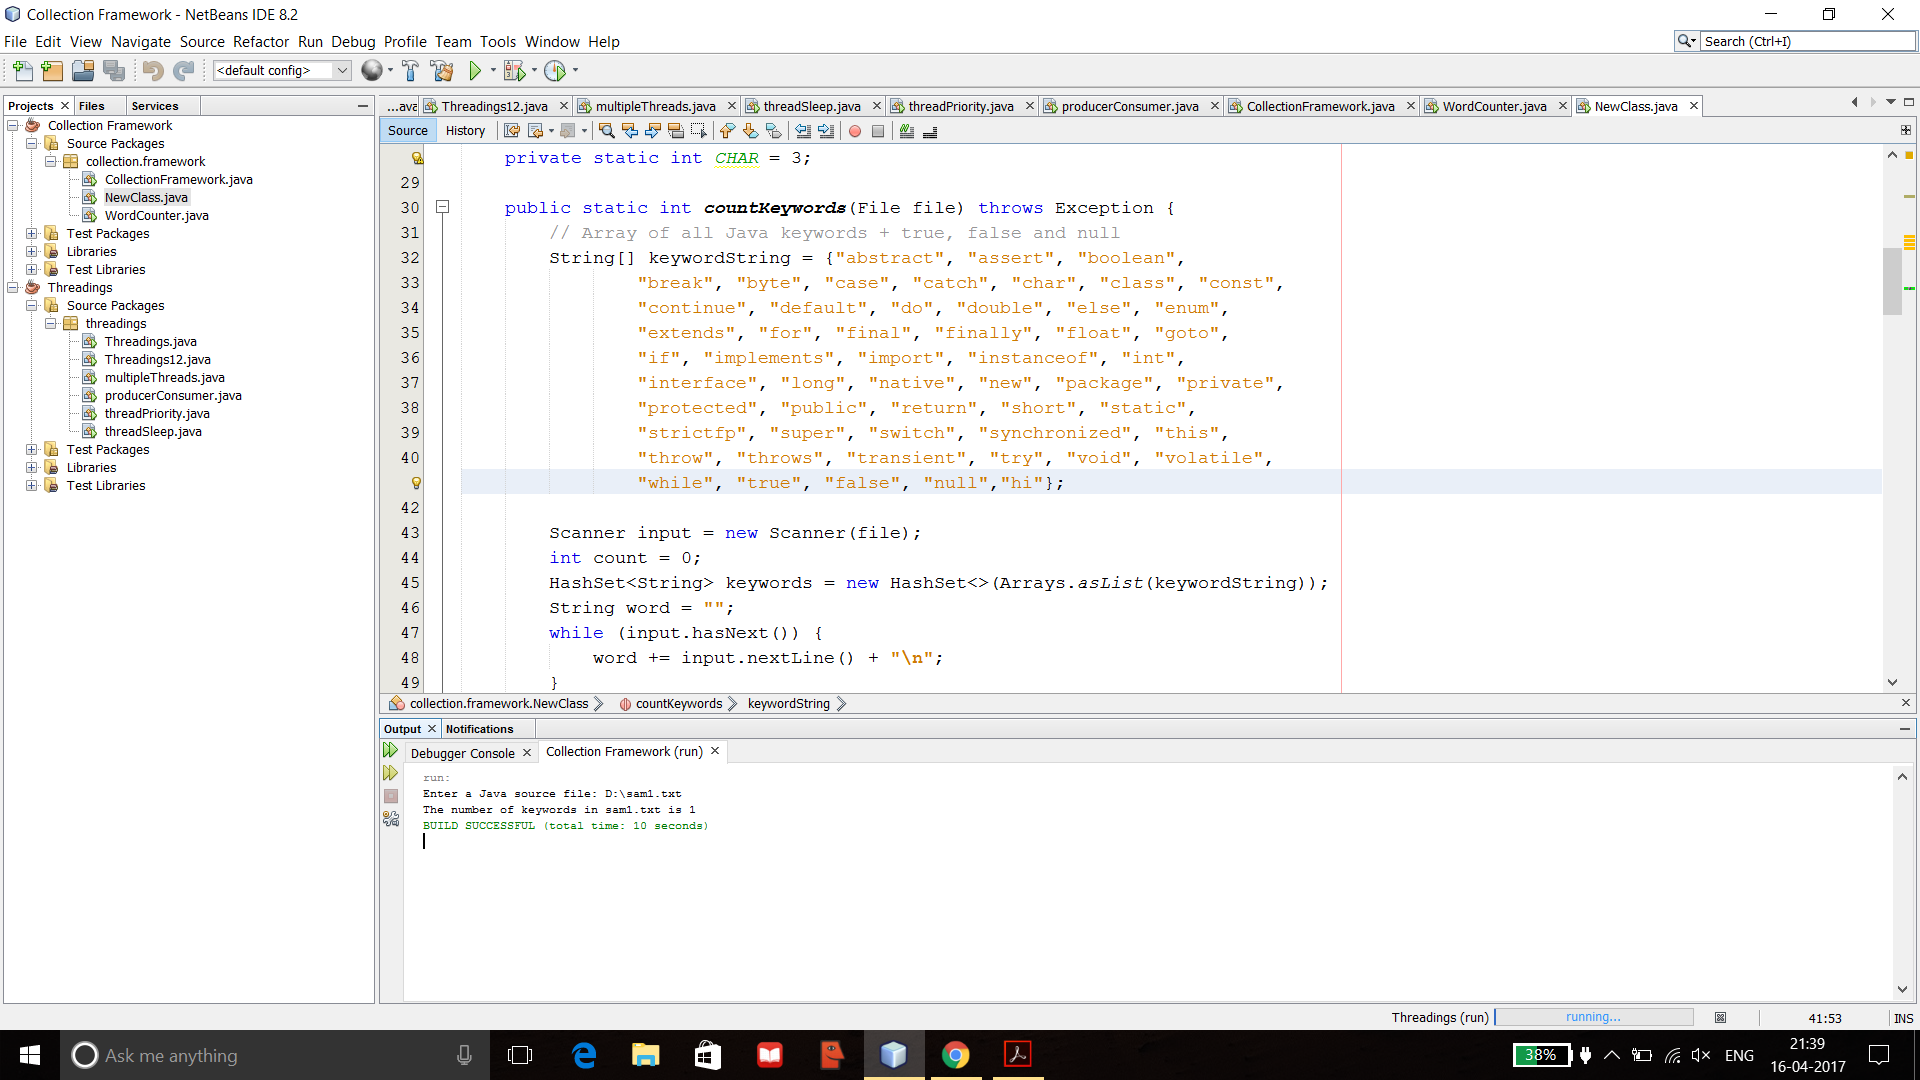 Collection Framework - NetBeans IDE 8.2
File Edit View Navigate Source Refactor Run Debug Profile Team Tools Window Help
Search (Ctrl+I)
<default config>
Projects Files Services
...ava Threadings12.java multipleThreads.java threadSleep.java threadPriority.java producerConsumer.java CollectionFramework.java WordCounter.java NewClass.java
Source History
Collection Framework
Source Packages
collection.framework
CollectionFramework.java
NewClass.java
WordCounter.java
Test Packages
Libraries
Test Libraries
Threadings
Source Packages
threadings
Threadings.java
Threadings12.java
multipleThreads.java
producerConsumer.java
threadPriority.java
threadSleep.java
Test Packages
Libraries
Test Libraries
private static int CHAR = 3;
29
30 public static int countKeywords(File file) throws Exception {
31 // Array of all Java keywords + true, false and null
32 String[] keywordString = {"abstract", "assert", "boolean",
33 "break", "byte", "case", "catch", "char", "class", "const",
34 "continue", "default", "do", "double", "else", "enum",
35 "extends", "for", "final", "finally", "float", "goto",
36 "if", "implements", "import", "instanceof", "int",
37 "interface", "long", "native", "new", "package", "private",
38 "protected", "public", "return", "short", "static",
39 "strictfp", "super", "switch", "synchronized", "this",
40 "throw", "throws", "transient", "try", "void", "volatile",
"while", "true", "false", "null","hi"};
42
43 Scanner input = new Scanner(file);
44 int count = 0;
45 HashSet<String> keywords = new HashSet<>(Arrays.asList(keywordString));
46 String word = "";
47 while (input.hasNext()) {
48 word += input.nextLine() + "\n";
49 }
collection.framework.NewClass countKeywords keywordString
Output Notifications
Debugger Console Collection Framework (run)
run:
Enter a Java source file: D:\sam1.txt
The number of keywords in sam1.txt is 1
BUILD SUCCESSFUL (total time: 10 seconds)
Threadings (run) running... 41:53 INS
Ask me anything
38% ENG
21:39
16-04-2017